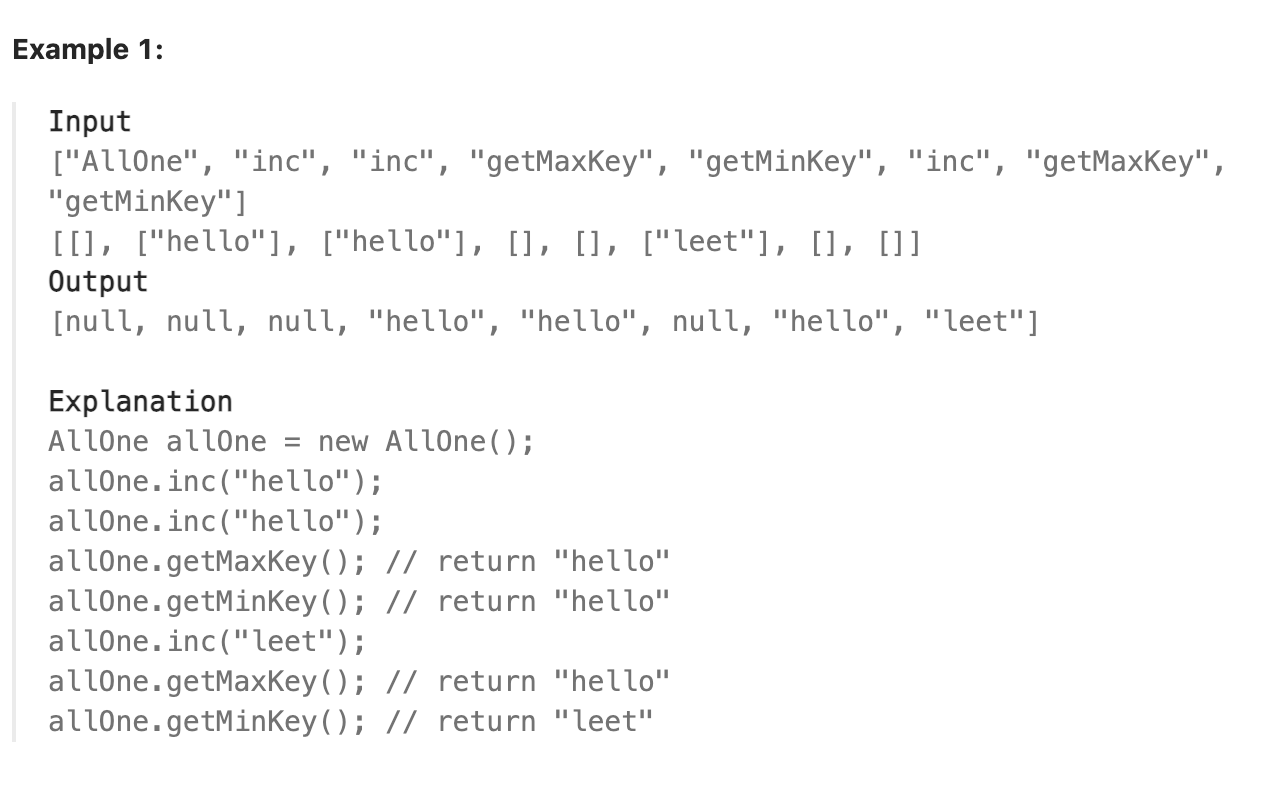 Example 1:
Input
["AllOne", "inc", "inc", "getMaxKey", "getMinKey", "inc", "getMaxKey",
"getMinKey"]
[[], ["hello"], ["hello"], [], [], ["leet"], [], []]
Output
[null, null, null, "hello", "hello", null, "hello", "leet"]
Explanation
AllOne allOne = new AllOne();
allOne.inc("hello");
allOne.inc("hello");
allOne.getMaxKey(); // return "hello"
allOne.getMinKey(); // return "hello"
allOne.inc("leet");
allOne.getMaxKey(); // return "hello"
allOne.getMinKey(); // return "leet"